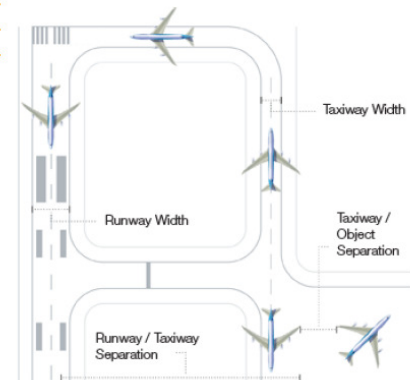 Taxiway Width
Runway Width
Taxiway /
Object
Separation
Runway / Taxiway
Separation